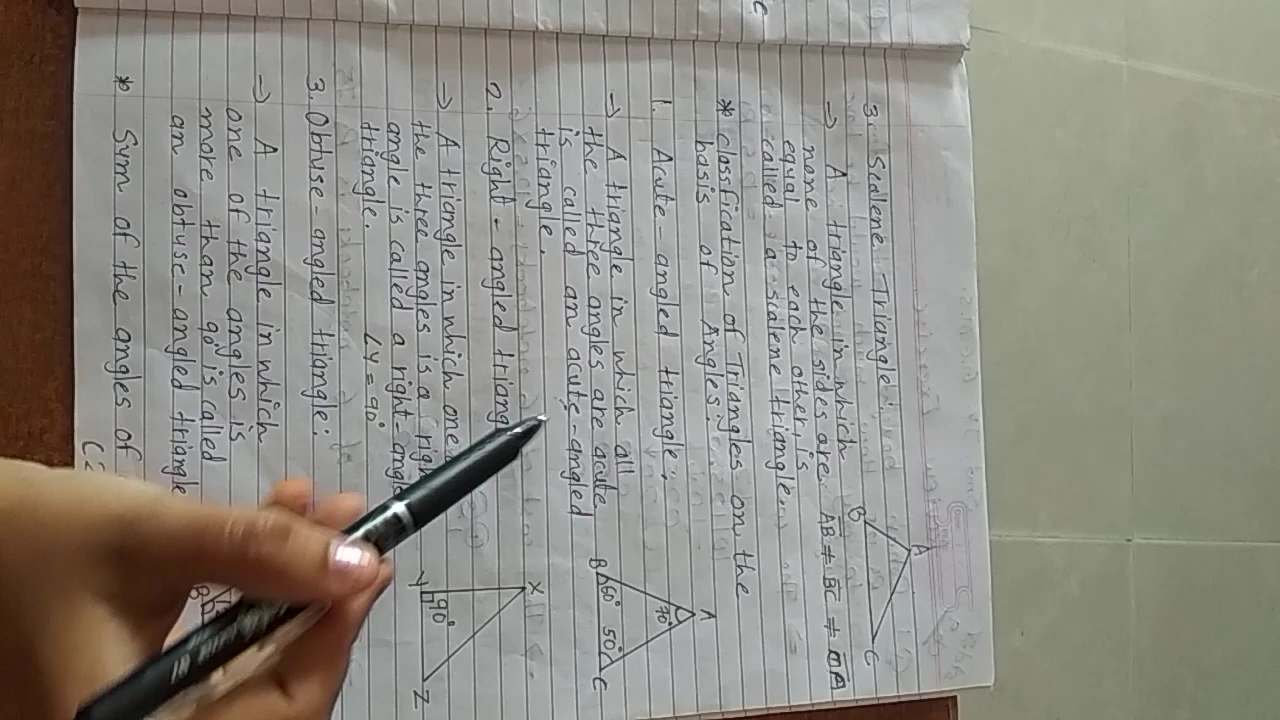 3. Scalene Triangle:
→ A triangle in which
none of the sides are
equal to each other, is
called a scalene triangle.
AB ≠ BC ≠ CA
A
B
C
* classification of Triangles on the
basis of Angles:
1. Acute-angled triangle:
→ A triangle in which all
the three angles are acute
is called an acute-angled
triangle.
A
70°
B 60° 50° C
2. Right-angled triang
→ A triangle in which one
the three angles is a righ
angle is called a right-angle
triangle.
∠Y = 90°
X
Y 90°
Z
3. Obtuse-angled triangle:
→ A triangle in which
one of the angles is
more than 90° is called
an obtuse-angled triangle
B
* Sum of the angles of